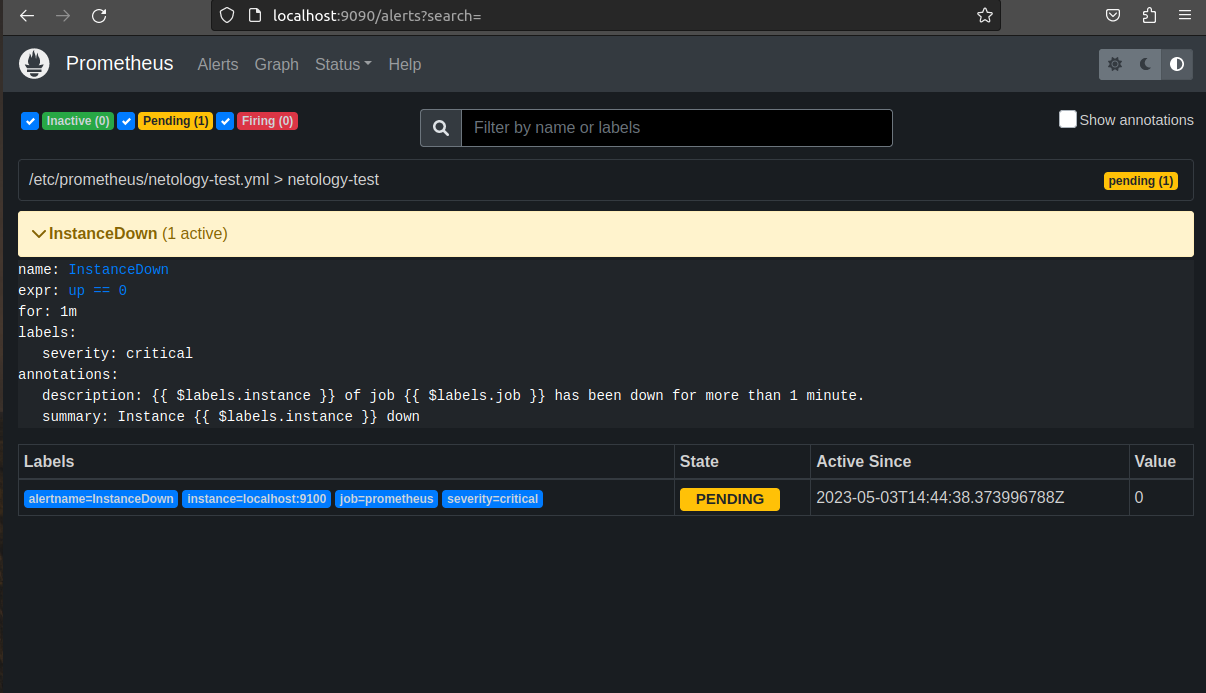 localhost:9090/alerts?search=
Prometheus Alerts Graph Status Help
Inactive (0) Pending (1) Firing (0) Filter by name or labels Show annotations
/etc/prometheus/netology-test.yml > netology-test pending (1)
InstanceDown (1 active)
name: InstanceDown
expr: up == 0
for: 1m
labels:
severity: critical
annotations:
description: {{ $labels.instance }} of job {{ $labels.job }} has been down for more than 1 minute.
summary: Instance {{ $labels.instance }} down
Labels State Active Since Value
alertname=InstanceDown instance=localhost:9100 job=prometheus severity=critical PENDING 2023-05-03T14:44:38.373996788Z 0